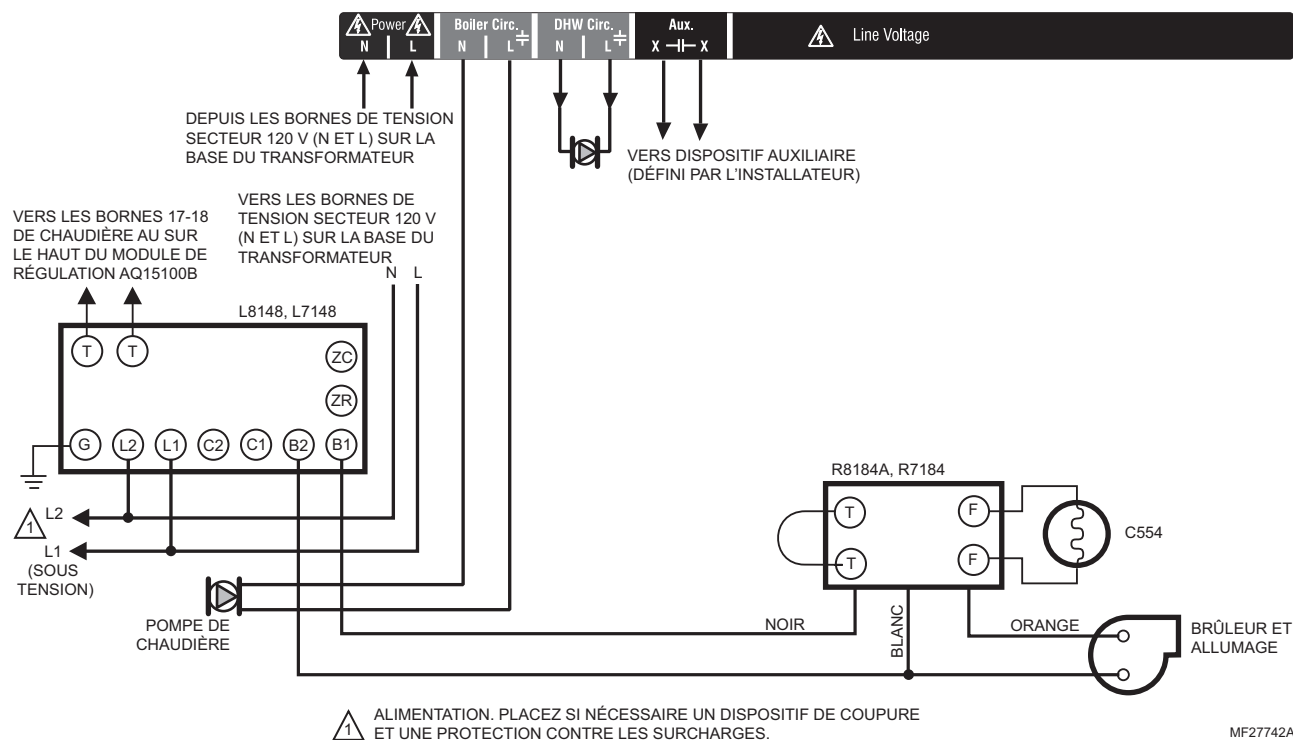 Power
N L
Boiler Circ.
N L
DHW Circ.
N L
Aux.
X X
Line Voltage
DEPUIS LES BORNES DE TENSION
SECTEUR 120 V (N ET L) SUR LA
BASE DU TRANSFORMATEUR
VERS DISPOSITIF AUXILIAIRE
(DÉFINI PAR L'INSTALLATEUR)
VERS LES BORNES 17-18
DE CHAUDIÈRE AU SUR
LE HAUT DU MODULE DE
RÉGULATION AQ15100B
VERS LES BORNES DE
TENSION SECTEUR 120 V
(N ET L) SUR LA BASE DU
TRANSFORMATEUR
N L
L8148, L7148
T T ZC
ZR
G L2 L1 C2 C1 B2 B1
1 L2
L1
(SOUS
TENSION)
POMPE DE
CHAUDIÈRE
R8184A, R7184
T F
T F
C554
NOIR
BLANC
ORANGE
BRÛLEUR ET
ALLUMAGE
1 ALIMENTATION. PLACEZ SI NÉCESSAIRE UN DISPOSITIF DE COUPURE
ET UNE PROTECTION CONTRE LES SURCHARGES.
MF27742A